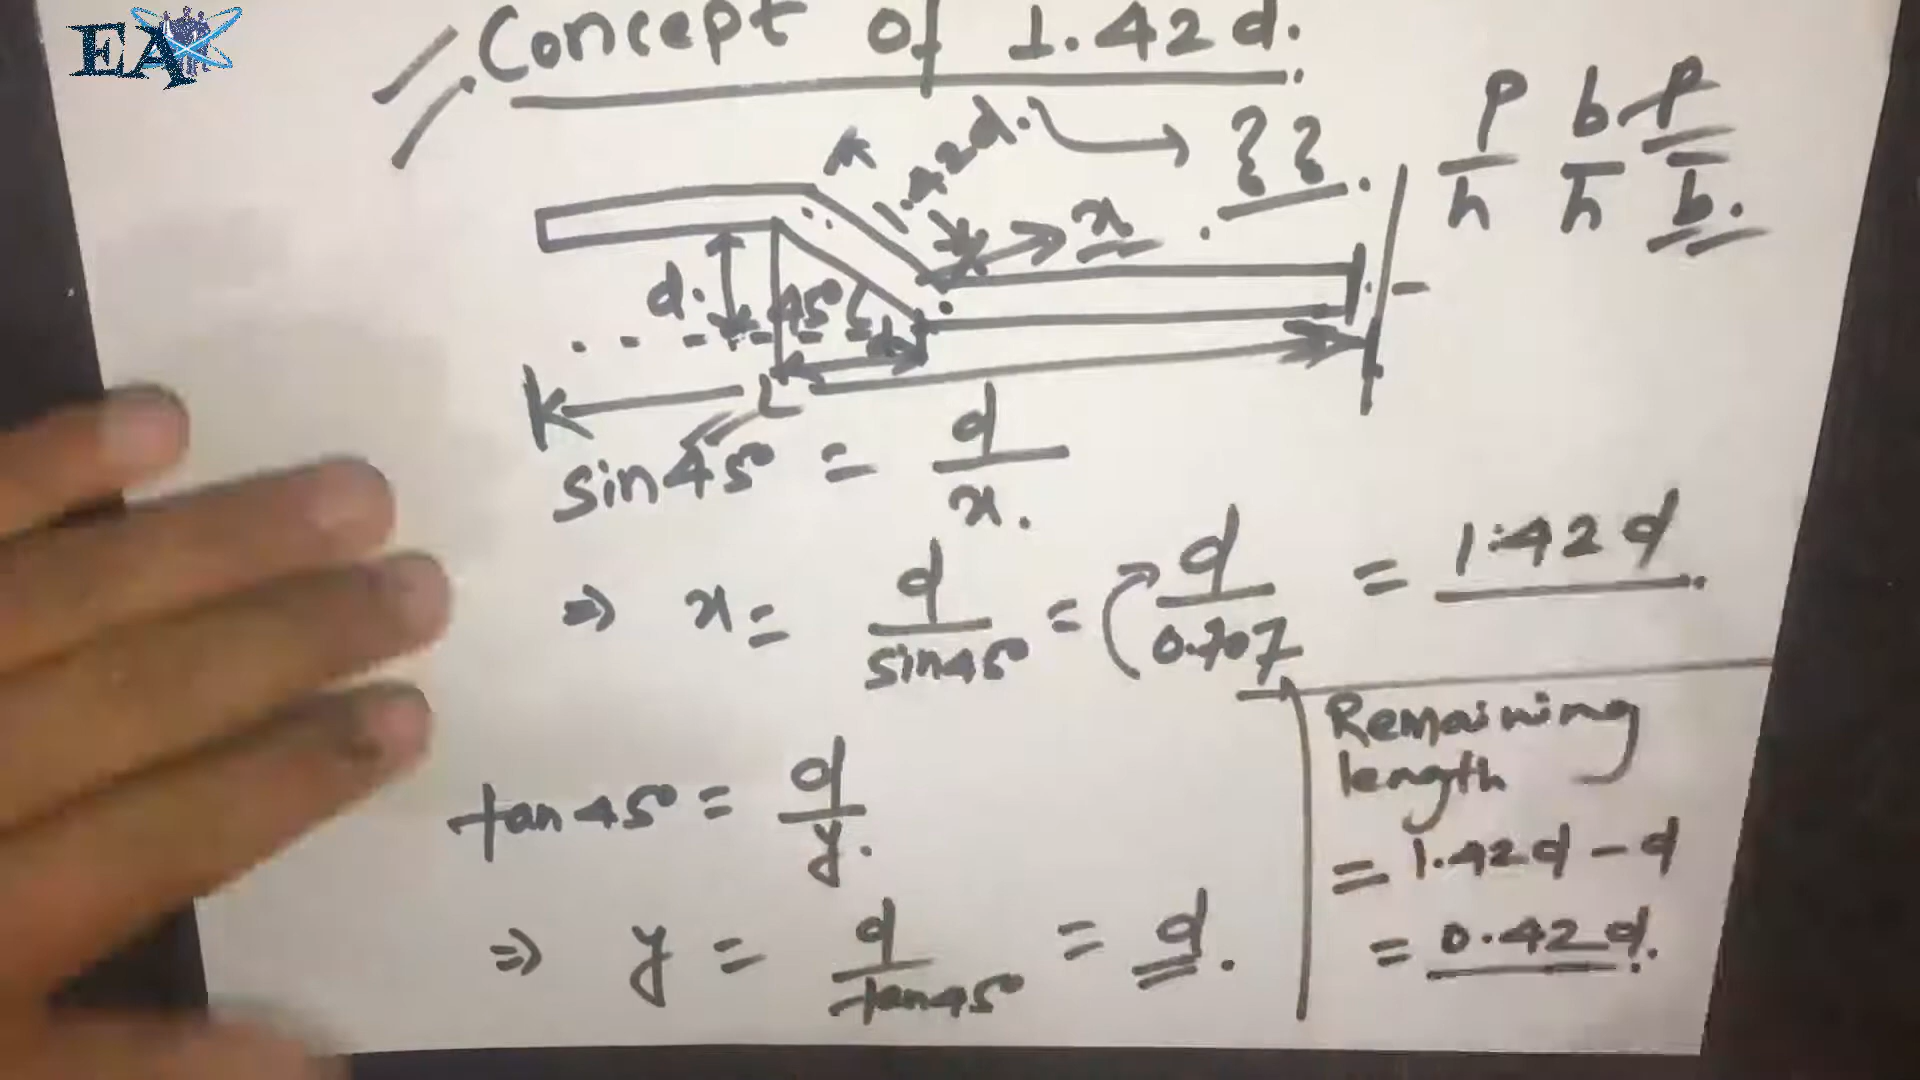 EA
Concept of 1.42d.
1.42d. → ??
p/h b/h p/b.
x
d.
45°
d
L
sin45° = d/x.
⇒ x = d/sin45° = d/0.707 = 1.42d
tan45° = d/y.
⇒ y = d/tan45° = d.
Remaining
length
= 1.42d - d
= 0.42d.